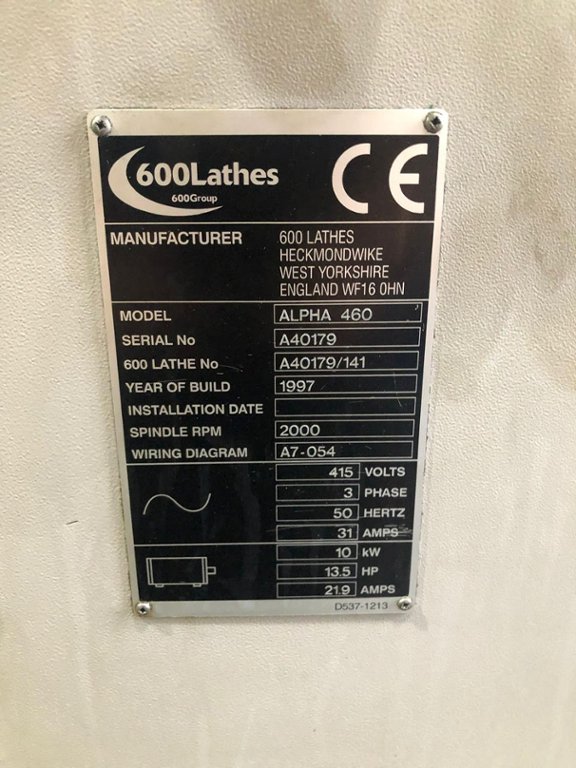 600Lathes
600Group
CE
MANUFACTURER 600 LATHES
HECKMONDWIKE
WEST YORKSHIRE
ENGLAND WF16 0HN
MODEL ALPHA 460
SERIAL No A40179
600 LATHE No A40179/141
YEAR OF BUILD 1997
INSTALLATION DATE
SPINDLE RPM 2000
WIRING DIAGRAM A7-054
415 VOLTS
3 PHASE
50 HERTZ
31 AMPS
10 kW
13.5 HP
21.9 AMPS
D537-1213